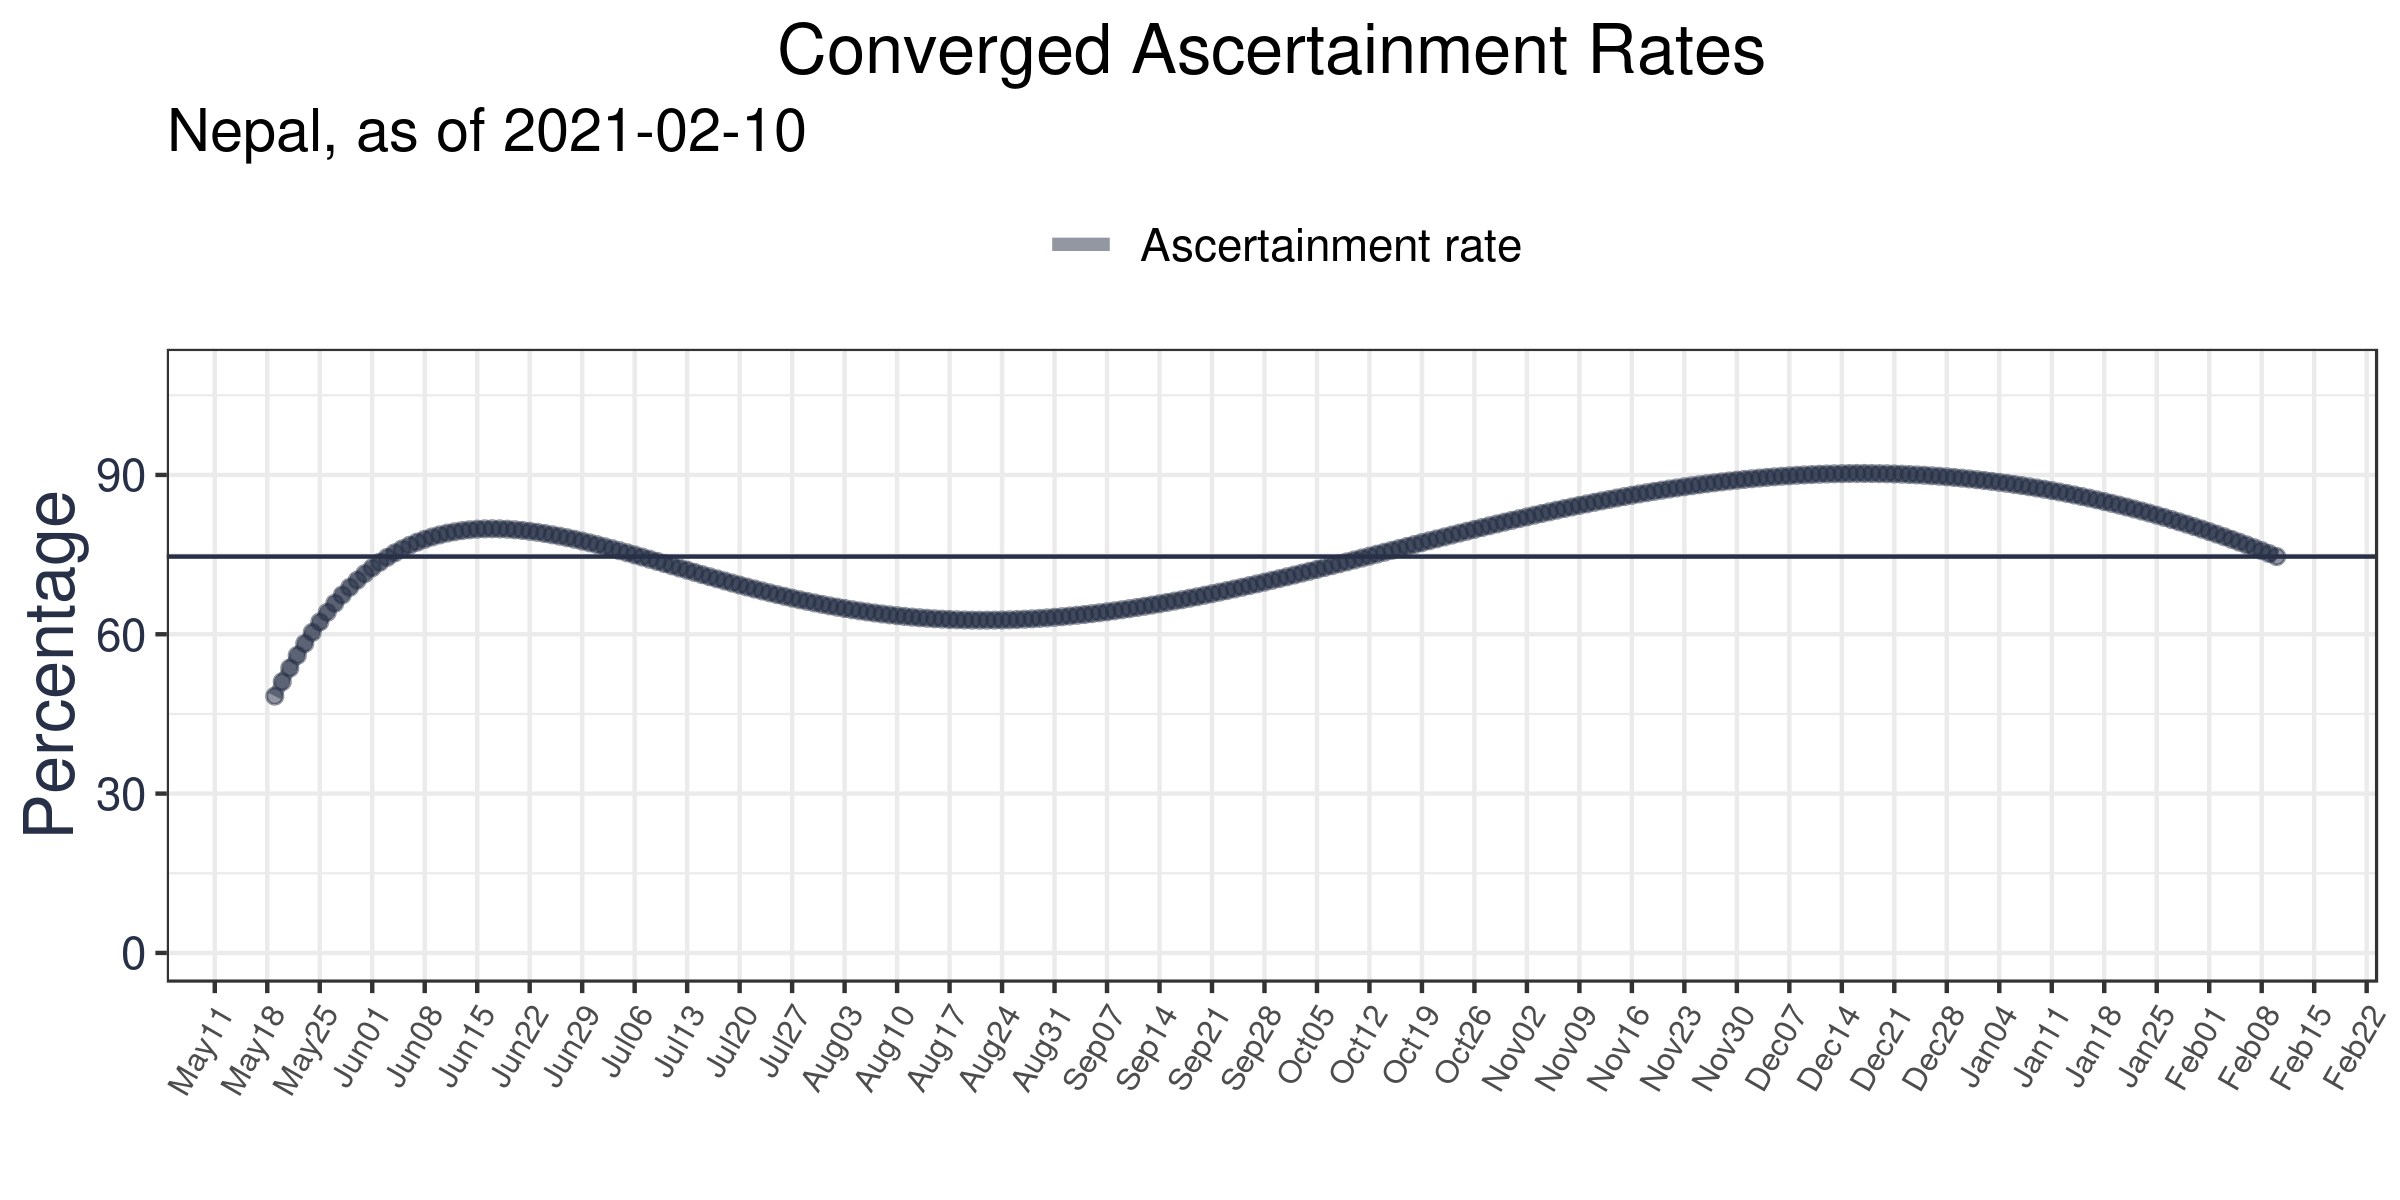 Converged Ascertainment Rates
Nepal, as of 2021-02-10
Ascertainment rate
Percentage
90
60
30
0
May11
May18
May25
Jun01
Jun08
Jun15
Jun22
Jun29
Jul06
Jul13
Jul20
Jul27
Aug03
Aug10
Aug17
Aug24
Aug31
Sep07
Sep14
Sep21
Sep28
Oct05
Oct12
Oct19
Oct26
Nov02
Nov09
Nov16
Nov23
Nov30
Dec07
Dec14
Dec21
Dec28
Jan04
Jan11
Jan18
Jan25
Feb01
Feb08
Feb15
Feb22